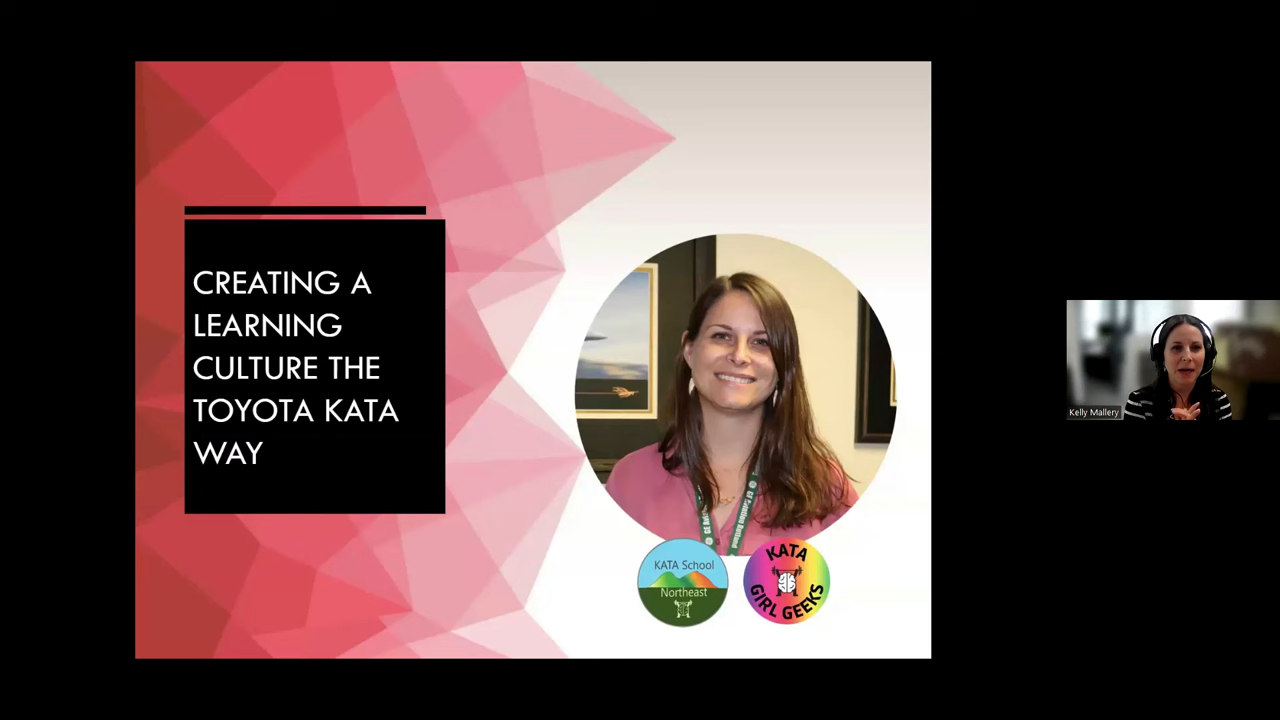 CREATING A
LEARNING
CULTURE THE
TOYOTA KATA
WAY
KATA School
Northeast
KATA
GIRL GEEKS
Kelly Mallery